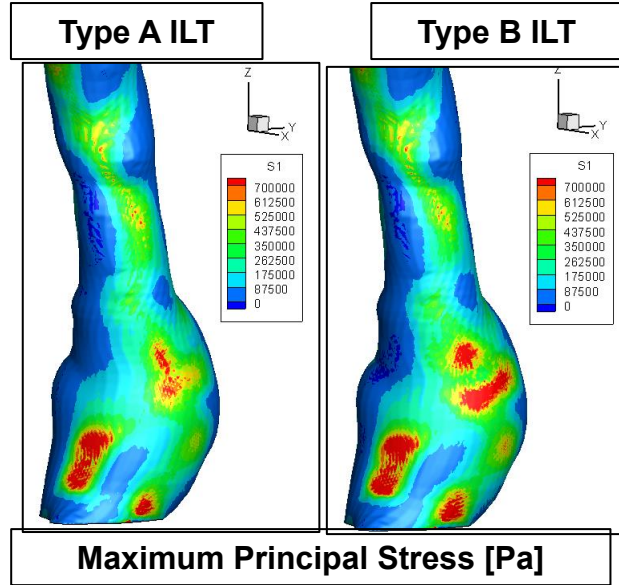 Type A ILT
Type B ILT
Z
Y
X
S1
700000
612500
525000
437500
350000
262500
175000
87500
0
Z
Y
X
S1
700000
612500
525000
437500
350000
262500
175000
87500
0
Maximum Principal Stress [Pa]